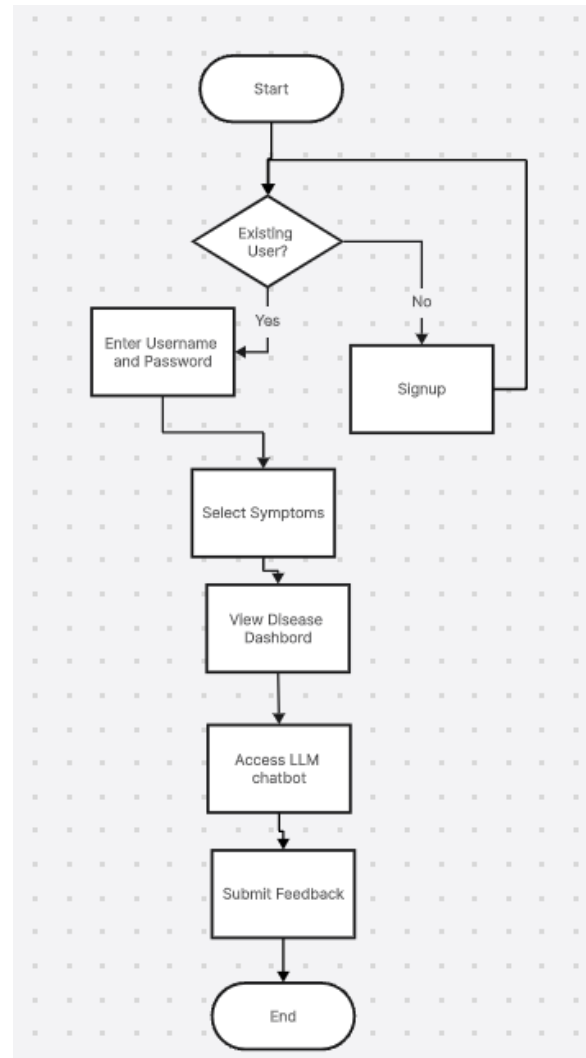 Start
Existing
User?
No
Yes
Enter Username
and Password
Signup
Select Symptoms
View Disease
Dashbord
Access LLM
chatbot
Submit Feedback
End